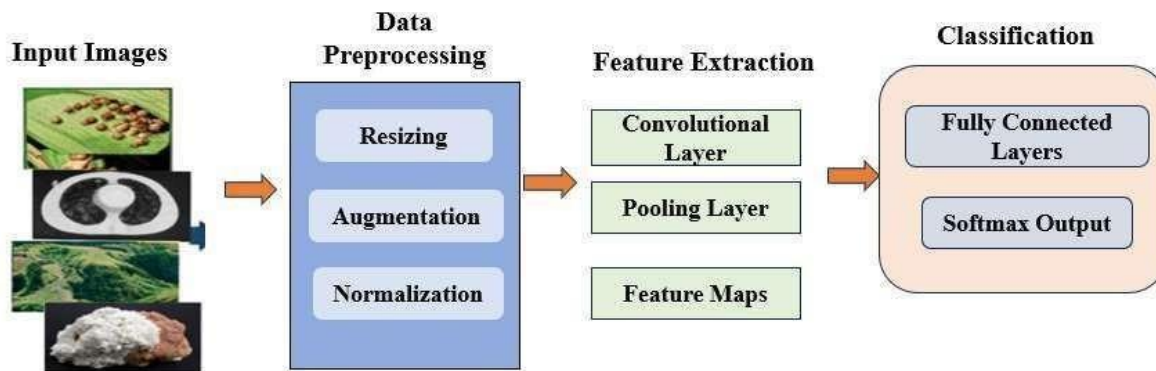 Input Images
Data
Preprocessing
Resizing
Augmentation
Normalization
Feature Extraction
Convolutional
Layer
Pooling Layer
Feature Maps
Classification
Fully Connected
Layers
Softmax Output